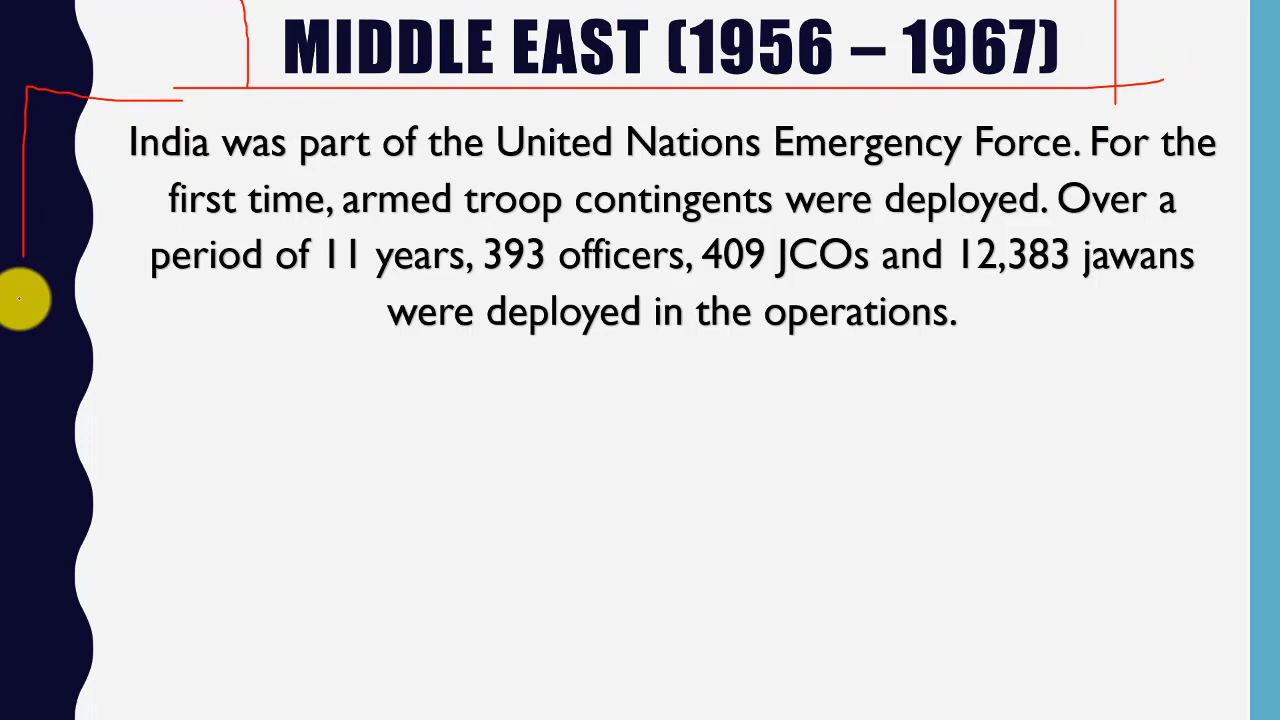 MIDDLE EAST (1956 – 1967)
India was part of the United Nations Emergency Force. For the
first time, armed troop contingents were deployed. Over a
period of 11 years, 393 officers, 409 JCOs and 12,383 jawans
were deployed in the operations.